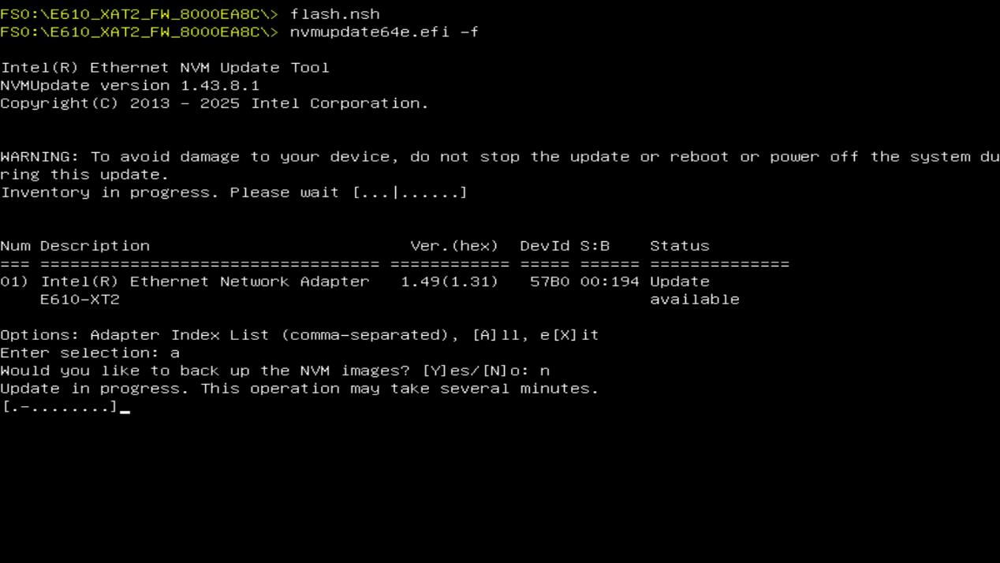 FS0:\E610_XAT2_FW_8000EA8C\> flash.nsh
FS0:\E610_XAT2_FW_8000EA8C\> nvmupdate64e.efi -f
Intel(R) Ethernet NVM Update Tool
NVMUpdate version 1.43.8.1
Copyright(C) 2013 - 2025 Intel Corporation.
WARNING: To avoid damage to your device, do not stop the update or reboot or power off the system du
ring this update.
Inventory in progress. Please wait [...|......]
Num Description                          Ver.(hex)  DevId S:B    Status
=== ================================== ============ ===== ====== ==============
01) Intel(R) Ethernet Network Adapter   1.49(1.31)   57B0 00:194 Update
    E610-XT2                                                     available
Options: Adapter Index List (comma-separated), [A]ll, e[X]it
Enter selection: a
Would you like to back up the NVM images? [Y]es/[N]o: n
Update in progress. This operation may take several minutes.
[.-........]_